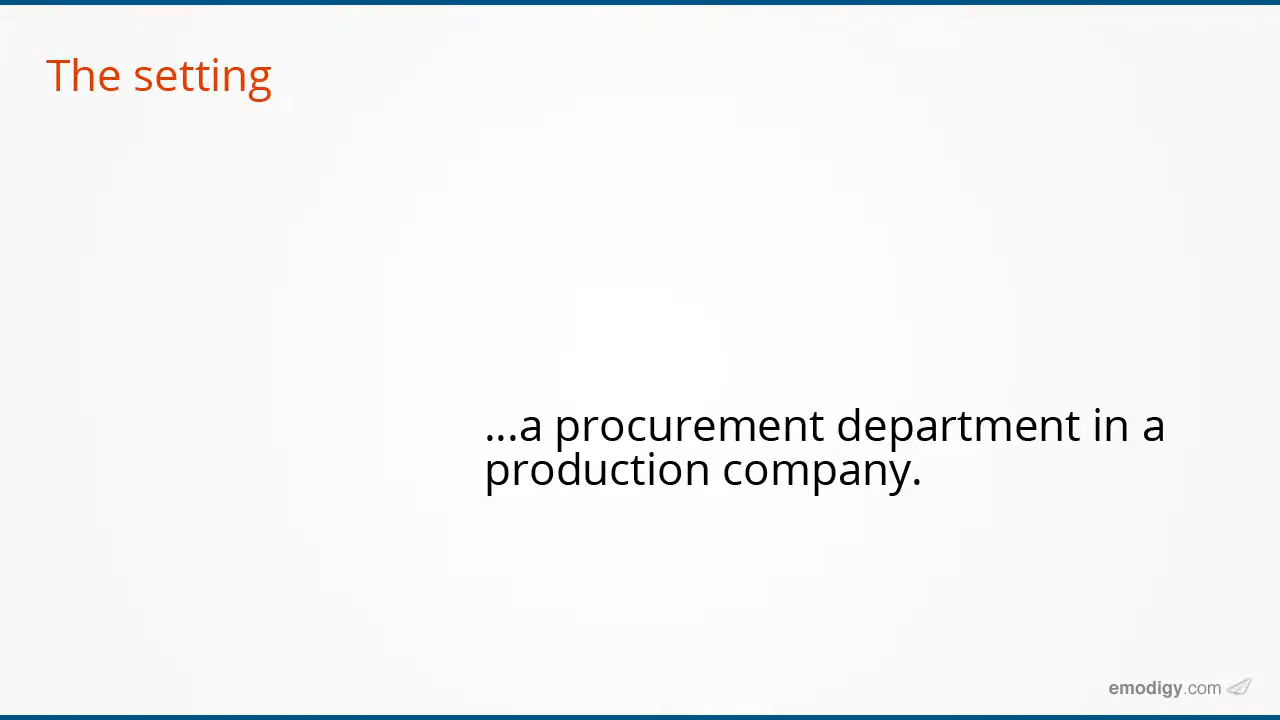 The setting
...a procurement department in a
production company.
emodigy.com